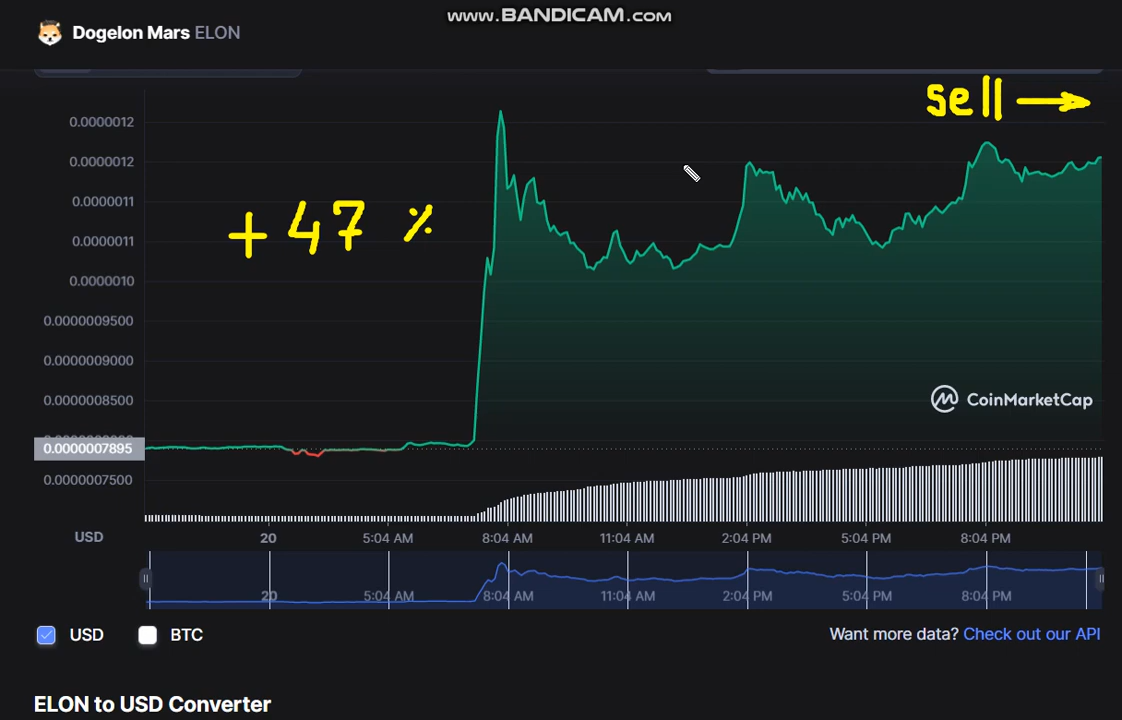 www.BANDICAM.com
Dogelon Mars ELON
sell
+ 47 %
0.0000012
0.0000012
0.0000011
0.0000011
0.0000010
0.0000009500
0.0000009000
0.0000008500
0.0000007895
0.0000007500
CoinMarketCap
USD 20 5:04 AM 8:04 AM 11:04 AM 2:04 PM 5:04 PM 8:04 PM
20 5:04 AM 8:04 AM 11:04 AM 2:04 PM 5:04 PM 8:04 PM
USD BTC Want more data? Check out our API
ELON to USD Converter